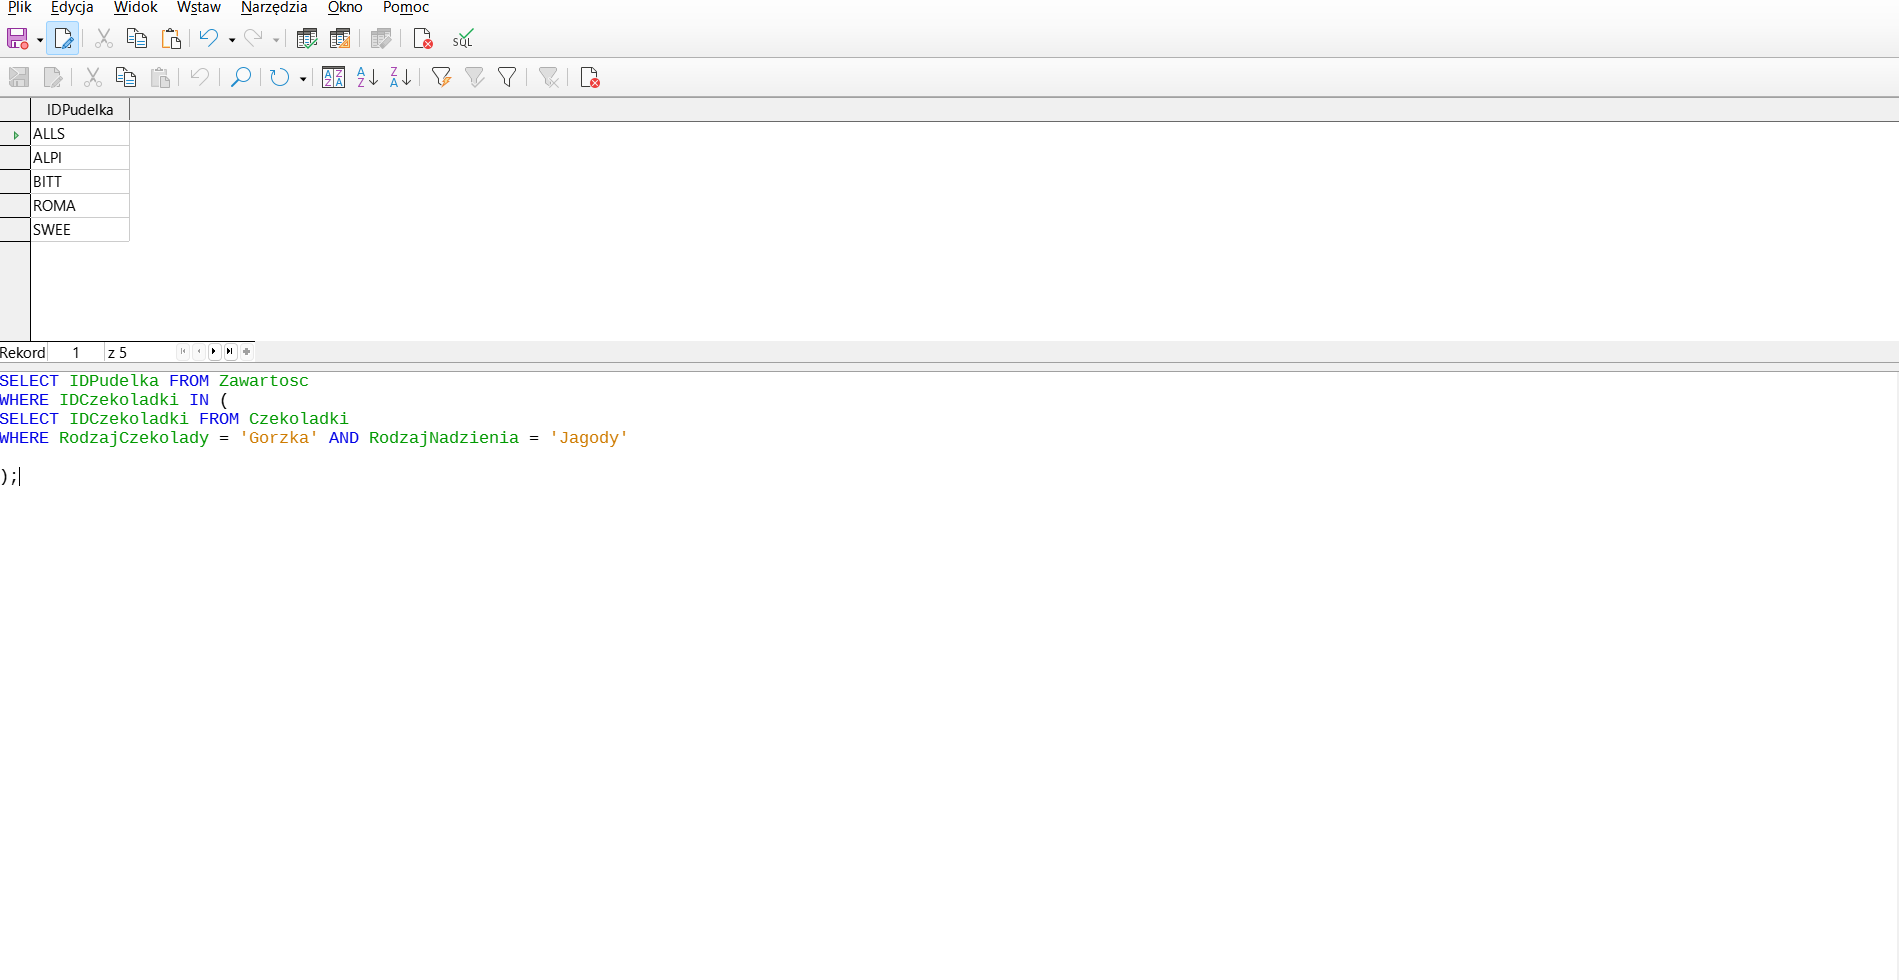 Plik Edycja Widok Wstaw Narzędzia Okno Pomoc
SQL
IDPudelka
ALLS
ALPI
BITT
ROMA
SWEE
Rekord 1 z 5
SELECT IDPudelka FROM Zawartosc
WHERE IDCzekoladki IN (
SELECT IDCzekoladki FROM Czekoladki
WHERE RodzajCzekolady = 'Gorzka' AND RodzajNadzienia = 'Jagody'
);